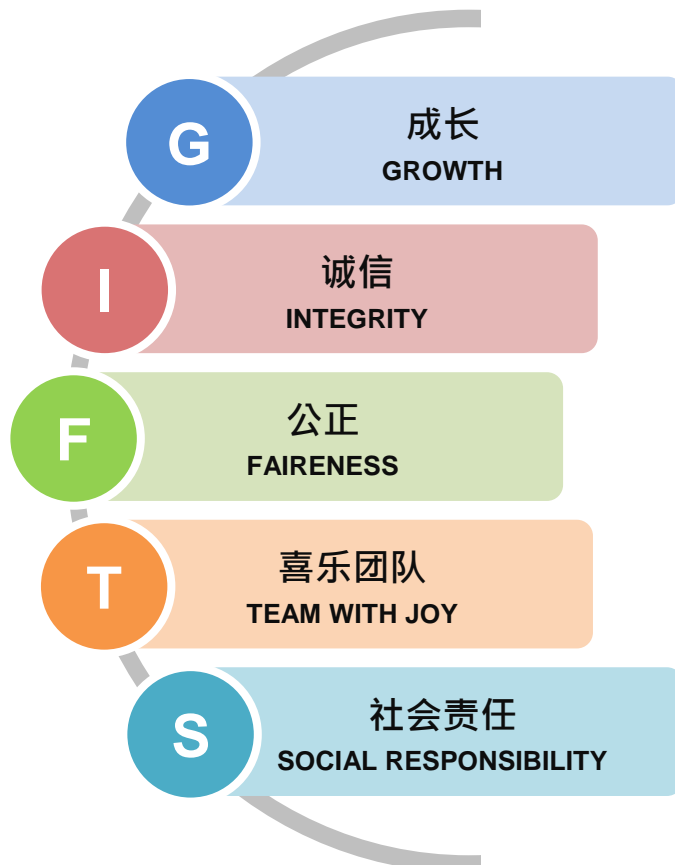 G
成长
GROWTH
I
诚信
INTEGRITY
F
公正
FAIRENESS
T
喜乐团队
TEAM WITH JOY
S
社会责任
SOCIAL RESPONSIBILITY